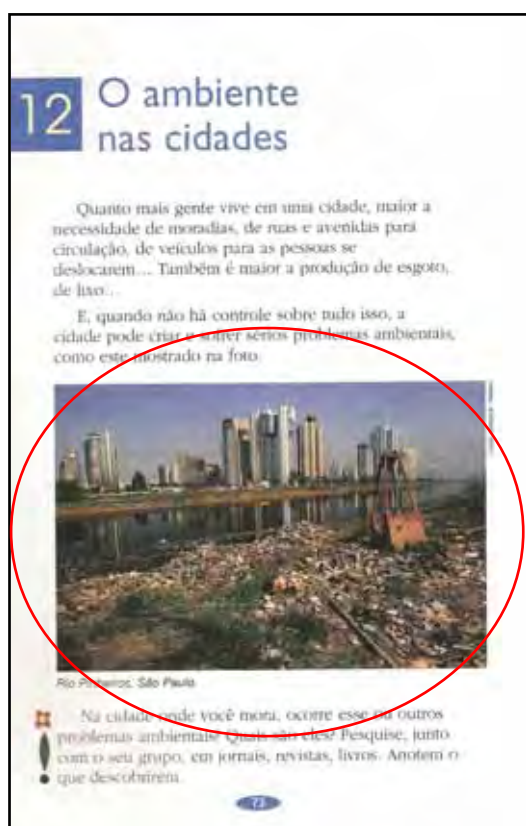 12
O ambiente
nas cidades
Quanto mais gente vive em uma cidade, maior a
necessidade de moradias, de ruas e avenidas para
circulação, de veículos para as pessoas se
deslocarem... Também é maior a produção de esgoto,
de lixo...
E, quando não há controle sobre tudo isso, a
cidade pode criar e sofrer sérios problemas ambientais,
como este mostrado na foto.
Rio Pinheiros, São Paulo.
Na cidade onde você mora, ocorre esse ou outros
problemas ambientais? Quais são eles? Pesquise, junto
com o seu grupo, em jornais, revistas, livros. Anotem o
que descobrirem.
73